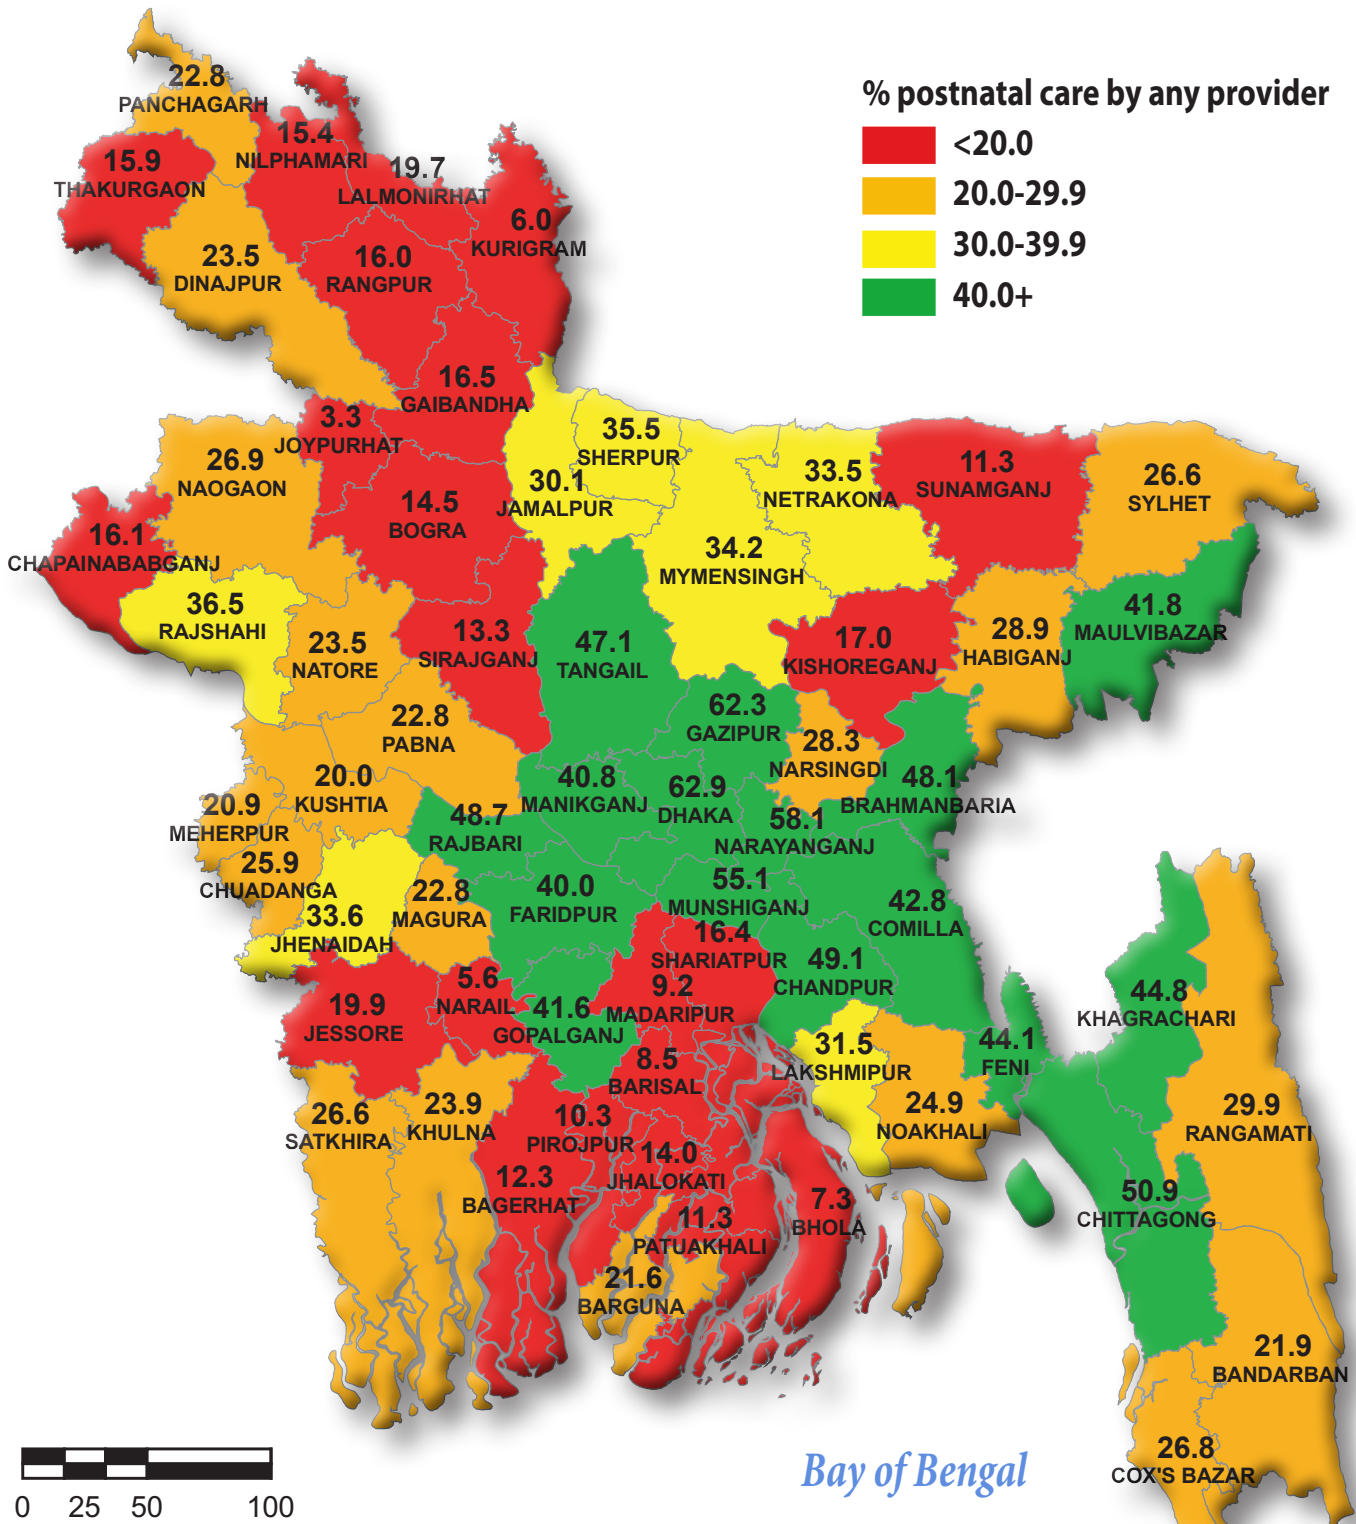 % postnatal care by any provider
<20.0
20.0-29.9
30.0-39.9
40.0+
22.8
PANCHAGARH
15.4
NILPHAMARI
15.9
THAKURGAON
19.7
LALMONIRHAT
6.0
KURIGRAM
23.5
DINAJPUR
16.0
RANGPUR
16.5
GAIBANDHA
3.3
JOYPURHAT
35.5
SHERPUR
26.9
NAOGAON
30.1
JAMALPUR
33.5
NETRAKONA
11.3
SUNAMGANJ
26.6
SYLHET
14.5
BOGRA
16.1
CHAPAINABABGANJ
34.2
MYMENSINGH
36.5
RAJSHAHI
41.8
MAULVIBAZAR
23.5
NATORE
13.3
SIRAJGANJ
47.1
TANGAIL
17.0
KISHOREGANJ
28.9
HABIGANJ
22.8
PABNA
62.3
GAZIPUR
28.3
NARSINGDI
20.0
KUSHTIA
40.8
MANIKGANJ
62.9
DHAKA
48.1
BRAHMANBARIA
20.9
MEHERPUR
48.7
RAJBARI
58.1
NARAYANGANJ
25.9
CHUADANGA
22.8
MAGURA
40.0
FARIDPUR
55.1
MUNSHIGANJ
42.8
COMILLA
33.6
JHENAIDAH
16.4
SHARIATPUR
49.1
CHANDPUR
5.6
NARAIL
9.2
MADARIPUR
44.8
KHAGRACHARI
19.9
JESSORE
41.6
GOPALGANJ
31.5
LAKSHMIPUR
44.1
FENI
8.5
BARISAL
26.6
SATKHIRA
23.9
KHULNA
10.3
PIROJPUR
24.9
NOAKHALI
29.9
RANGAMATI
14.0
JHALOKATI
12.3
BAGERHAT
7.3
BHOLA
50.9
CHITTAGONG
11.3
PATUAKHALI
21.6
BARGUNA
21.9
BANDARBAN
26.8
COX'S BAZAR
Bay of Bengal
0 25 50 100